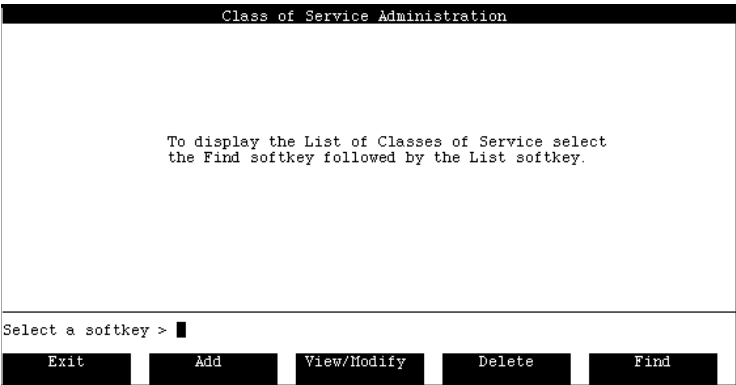 Class of Service Administration
To display the List of Classes of Service select
the Find softkey followed by the List softkey.
Select a softkey >
Exit Add View/Modify Delete Find